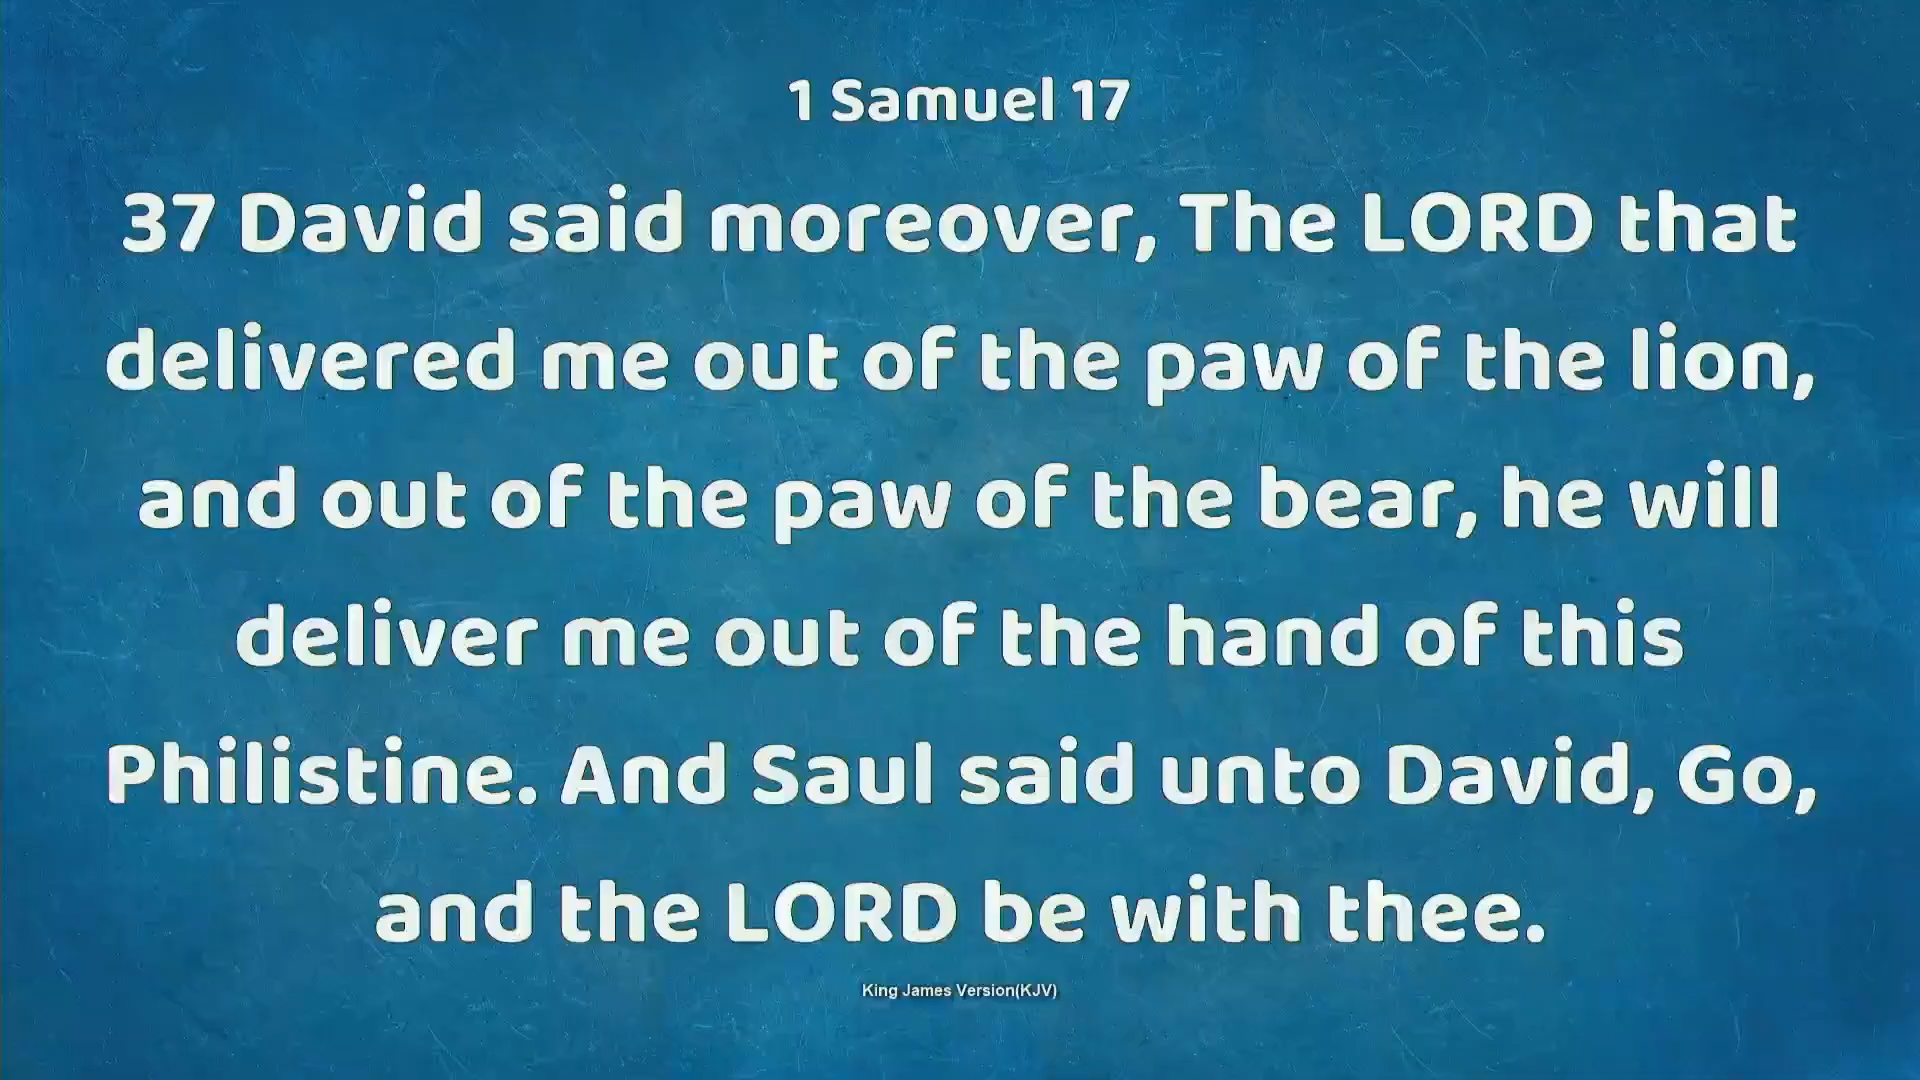 1 Samuel 17
37 David said moreover, The LORD that
delivered me out of the paw of the lion,
and out of the paw of the bear, he will
deliver me out of the hand of this
Philistine. And Saul said unto David, Go,
and the LORD be with thee.
King James Version(KJV)